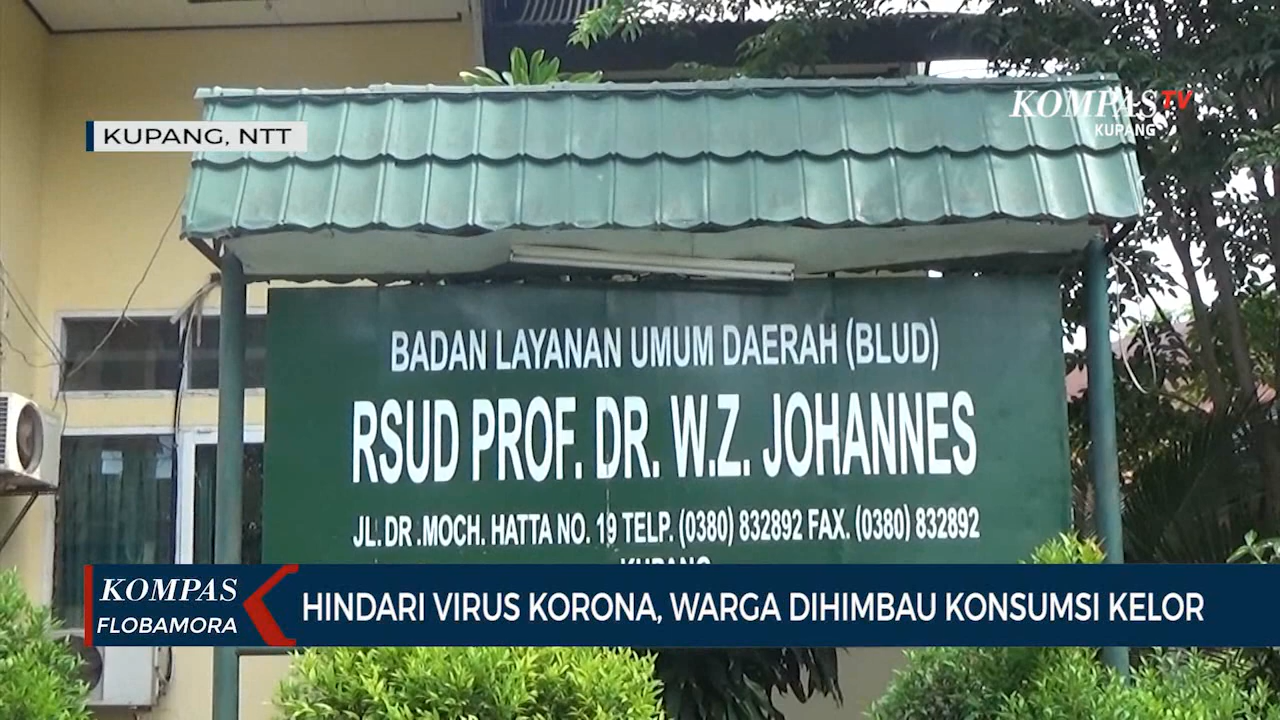 KOMPAS TV
KUPANG
KUPANG, NTT
BADAN LAYANAN UMUM DAERAH (BLUD)
RSUD PROF. DR. W.Z. JOHANNES
JL. DR .MOCH. HATTA NO. 19 TELP. (0380) 832892 FAX. (0380) 832892
KUPANG
KOMPAS
FLOBAMORA
HINDARI VIRUS KORONA, WARGA DIHIMBAU KONSUMSI KELOR